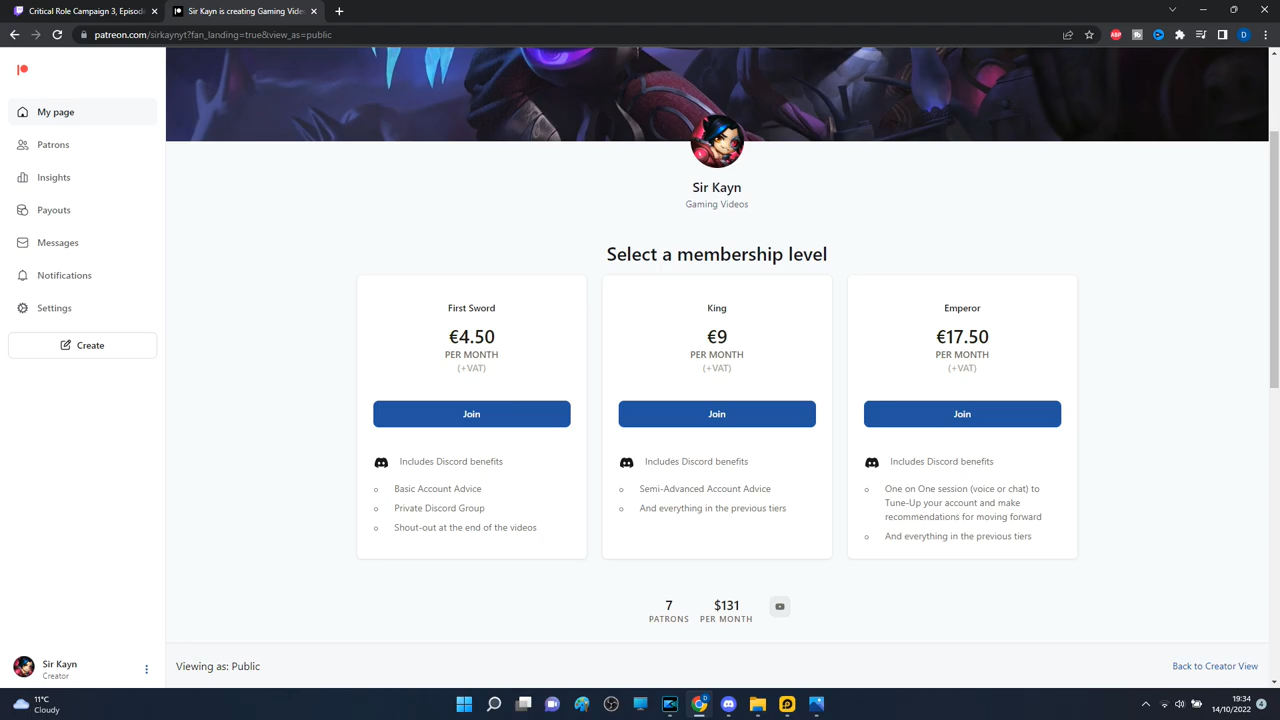 Critical Role Campaign 3, Episode
Sir Kayn is creating Gaming Video
patreon.com/sirkaynyt?fan_landing=true&view_as=public
My page
Patrons
Insights
Payouts
Messages
Notifications
Settings
Create
Sir Kayn
Gaming Videos
Select a membership level
First Sword
€4.50
PER MONTH
(+VAT)
Join
Includes Discord benefits
Basic Account Advice
Private Discord Group
Shout-out at the end of the videos
King
€9
PER MONTH
(+VAT)
Join
Includes Discord benefits
Semi-Advanced Account Advice
And everything in the previous tiers
Emperor
€17.50
PER MONTH
(+VAT)
Join
Includes Discord benefits
One on One session (voice or chat) to
Tune-Up your account and make
recommendations for moving forward
And everything in the previous tiers
7
PATRONS
$131
PER MONTH
Sir Kayn
Creator
Viewing as: Public
Back to Creator View
11°C
Cloudy
19:34
14/10/2022